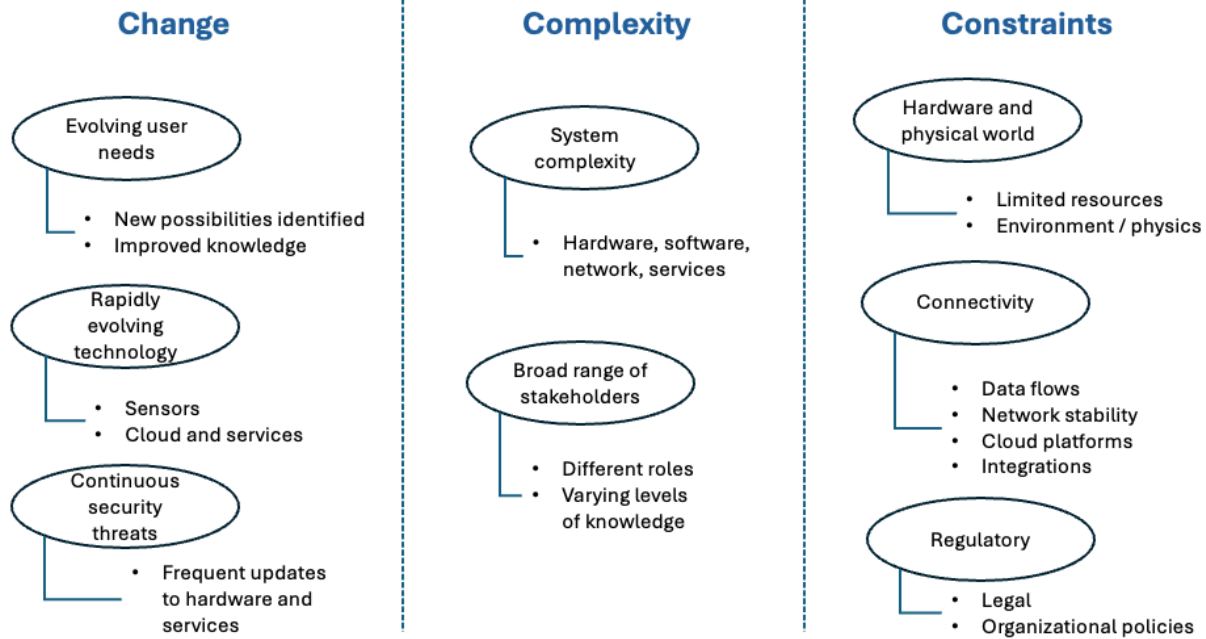 Change
Evolving user
needs
• New possibilities identified
• Improved knowledge
Rapidly
evolving
technology
• Sensors
• Cloud and services
Continuous
security
threats
• Frequent updates
to hardware and
services
Complexity
System
complexity
• Hardware, software,
network, services
Broad range of
stakeholders
• Different roles
• Varying levels
of knowledge
Constraints
Hardware and
physical world
• Limited resources
• Environment / physics
Connectivity
• Data flows
• Network stability
• Cloud platforms
• Integrations
Regulatory
• Legal
• Organizational policies